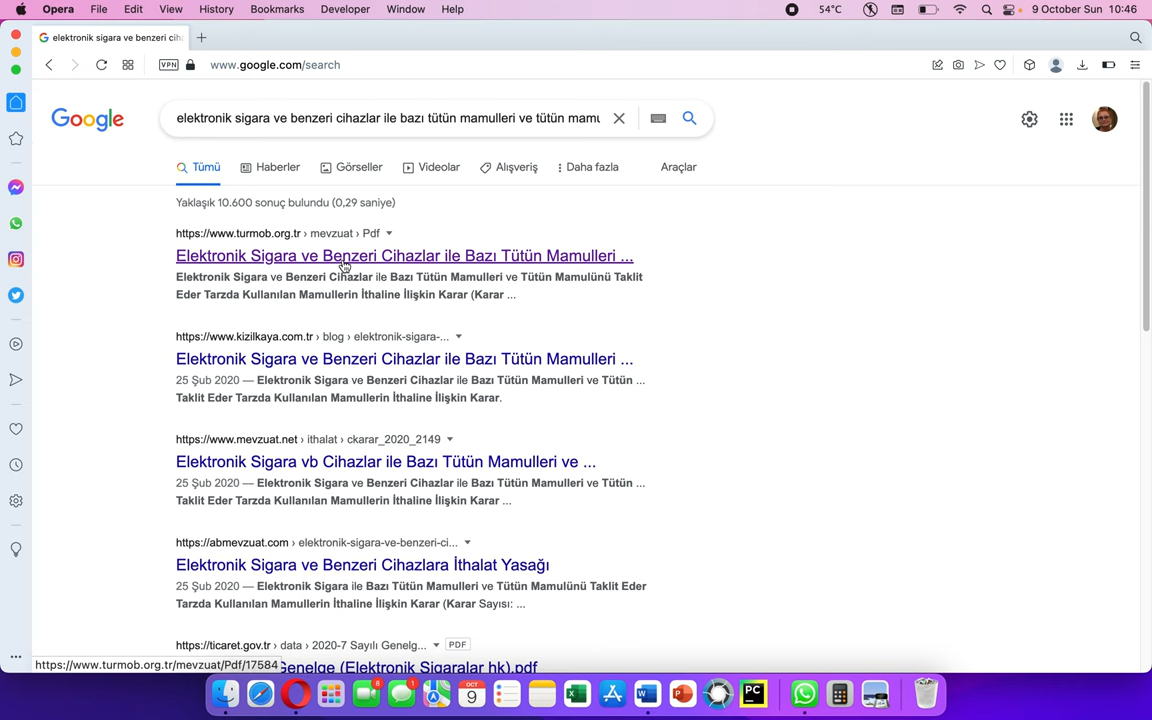 Opera File Edit View History Bookmarks Developer Window Help 54°C 9 October Sun 10:46
elektronik sigara ve benzeri ciha
VPN www.google.com/search
Google elektronik sigara ve benzeri cihazlar ile bazı tütün mamulleri ve tütün mamu
Tümü Haberler Görseller Videolar Alışveriş Daha fazla Araçlar
Yaklaşık 10.600 sonuç bulundu (0,29 saniye)
https://www.turmob.org.tr › mevzuat › Pdf
Elektronik Sigara ve Benzeri Cihazlar ile Bazı Tütün Mamulleri ...
Elektronik Sigara ve Benzeri Cihazlar ile Bazı Tütün Mamulleri ve Tütün Mamulünü Taklit
Eder Tarzda Kullanılan Mamullerin İthaline İlişkin Karar (Karar ...
https://www.kizilkaya.com.tr › blog › elektronik-sigara-...
Elektronik Sigara ve Benzeri Cihazlar ile Bazı Tütün Mamulleri ...
25 Şub 2020 — Elektronik Sigara ve Benzeri Cihazlar ile Bazı Tütün Mamulleri ve Tütün ...
Taklit Eder Tarzda Kullanılan Mamullerin İthaline İlişkin Karar.
https://www.mevzuat.net › ithalat › ckarar_2020_2149
Elektronik Sigara vb Cihazlar ile Bazı Tütün Mamulleri ve ...
25 Şub 2020 — Elektronik Sigara ve Benzeri Cihazlar ile Bazı Tütün Mamulleri ve Tütün ...
Taklit Eder Tarzda Kullanılan Mamullerin İthaline İlişkin Karar ...
https://abmevzuat.com › elektronik-sigara-ve-benzeri-ci...
Elektronik Sigara ve Benzeri Cihazlara İthalat Yasağı
25 Şub 2020 — Elektronik Sigara ile Bazı Tütün Mamulleri ve Tütün Mamulünü Taklit Eder
Tarzda Kullanılan Mamullerin İthaline İlişkin Karar (Karar Sayısı: ...
https://ticaret.gov.tr › data › 2020-7 Sayılı Genelg... PDF
Genelge (Elektronik Sigaralar hk).pdf
https://www.turmob.org.tr/mevzuat/Pdf/17584
8 1 OCT 9 PC